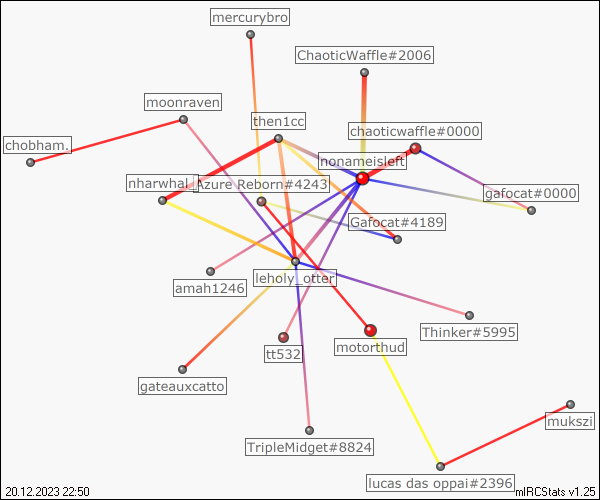 mercurybro
ChaoticWaffle#2006
moonraven
then1cc
chaoticwaffle#0000
chobham.
nonameisleft
nharwhal_
Azure Reborn#4243
gafocat#0000
Gafocat#4189
amah1246
leholy_otter
Thinker#5995
tt532
motorthud
gateauxcatto
mukszi
TripleMidget#8824
lucas das oppai#2396
20.12.2023 22:50
mIRCStats v1.25